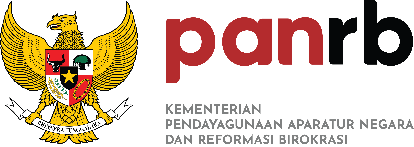 panrb
KEMENTERIAN
PENDAYAGUNAAN APARATUR NEGARA
DAN REFORMASI BIROKRASI